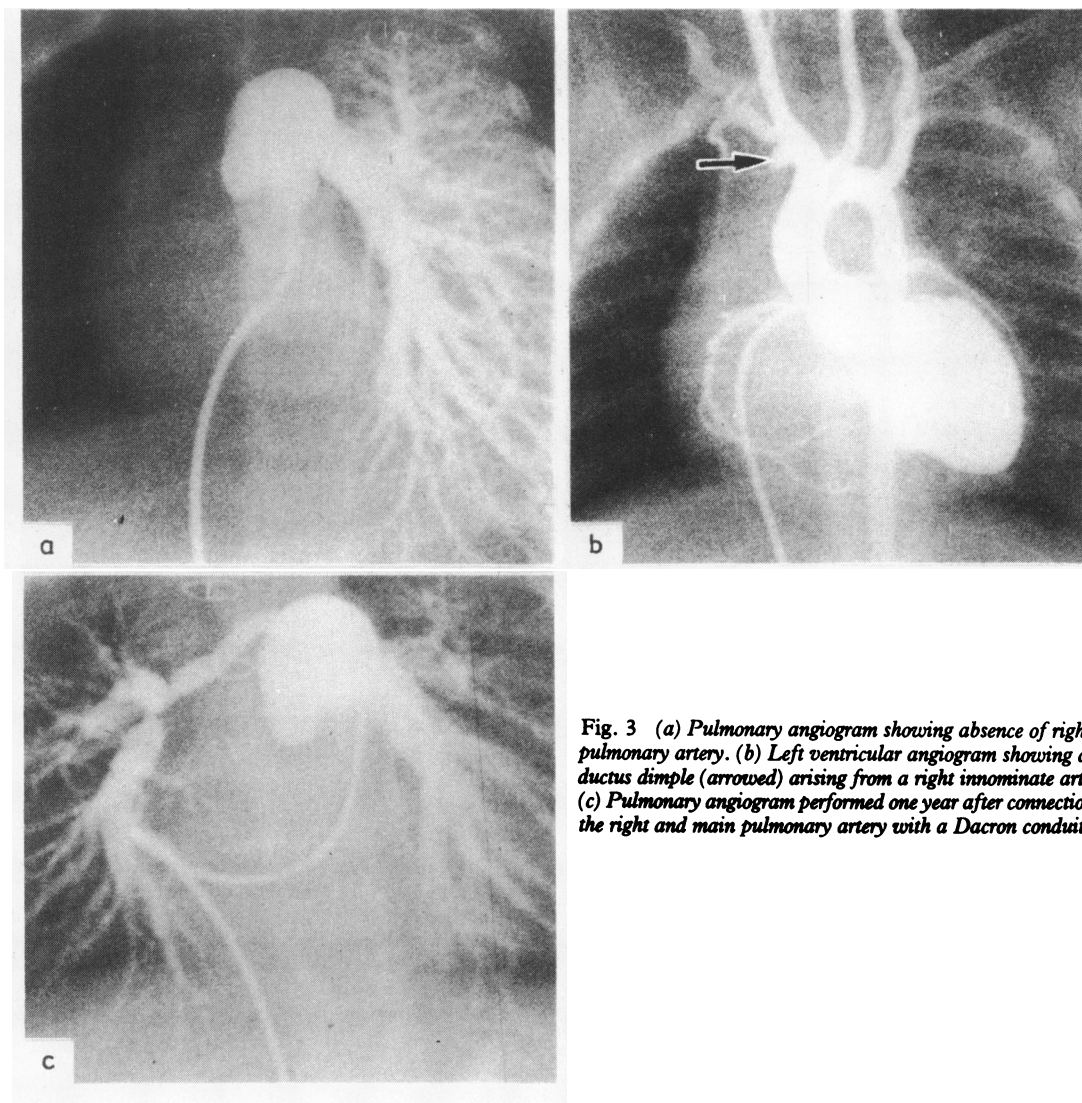 a
b
c
Fig. 3 (a) Pulmonary angiogram showing absence of righ
pulmonary artery. (b) Left ventricular angiogram showing
ductus dimple (arrowed) arising from a right innominate art
(c) Pulmonary angiogram performed one year after connectio
the right and main pulmonary artery with a Dacron conduit